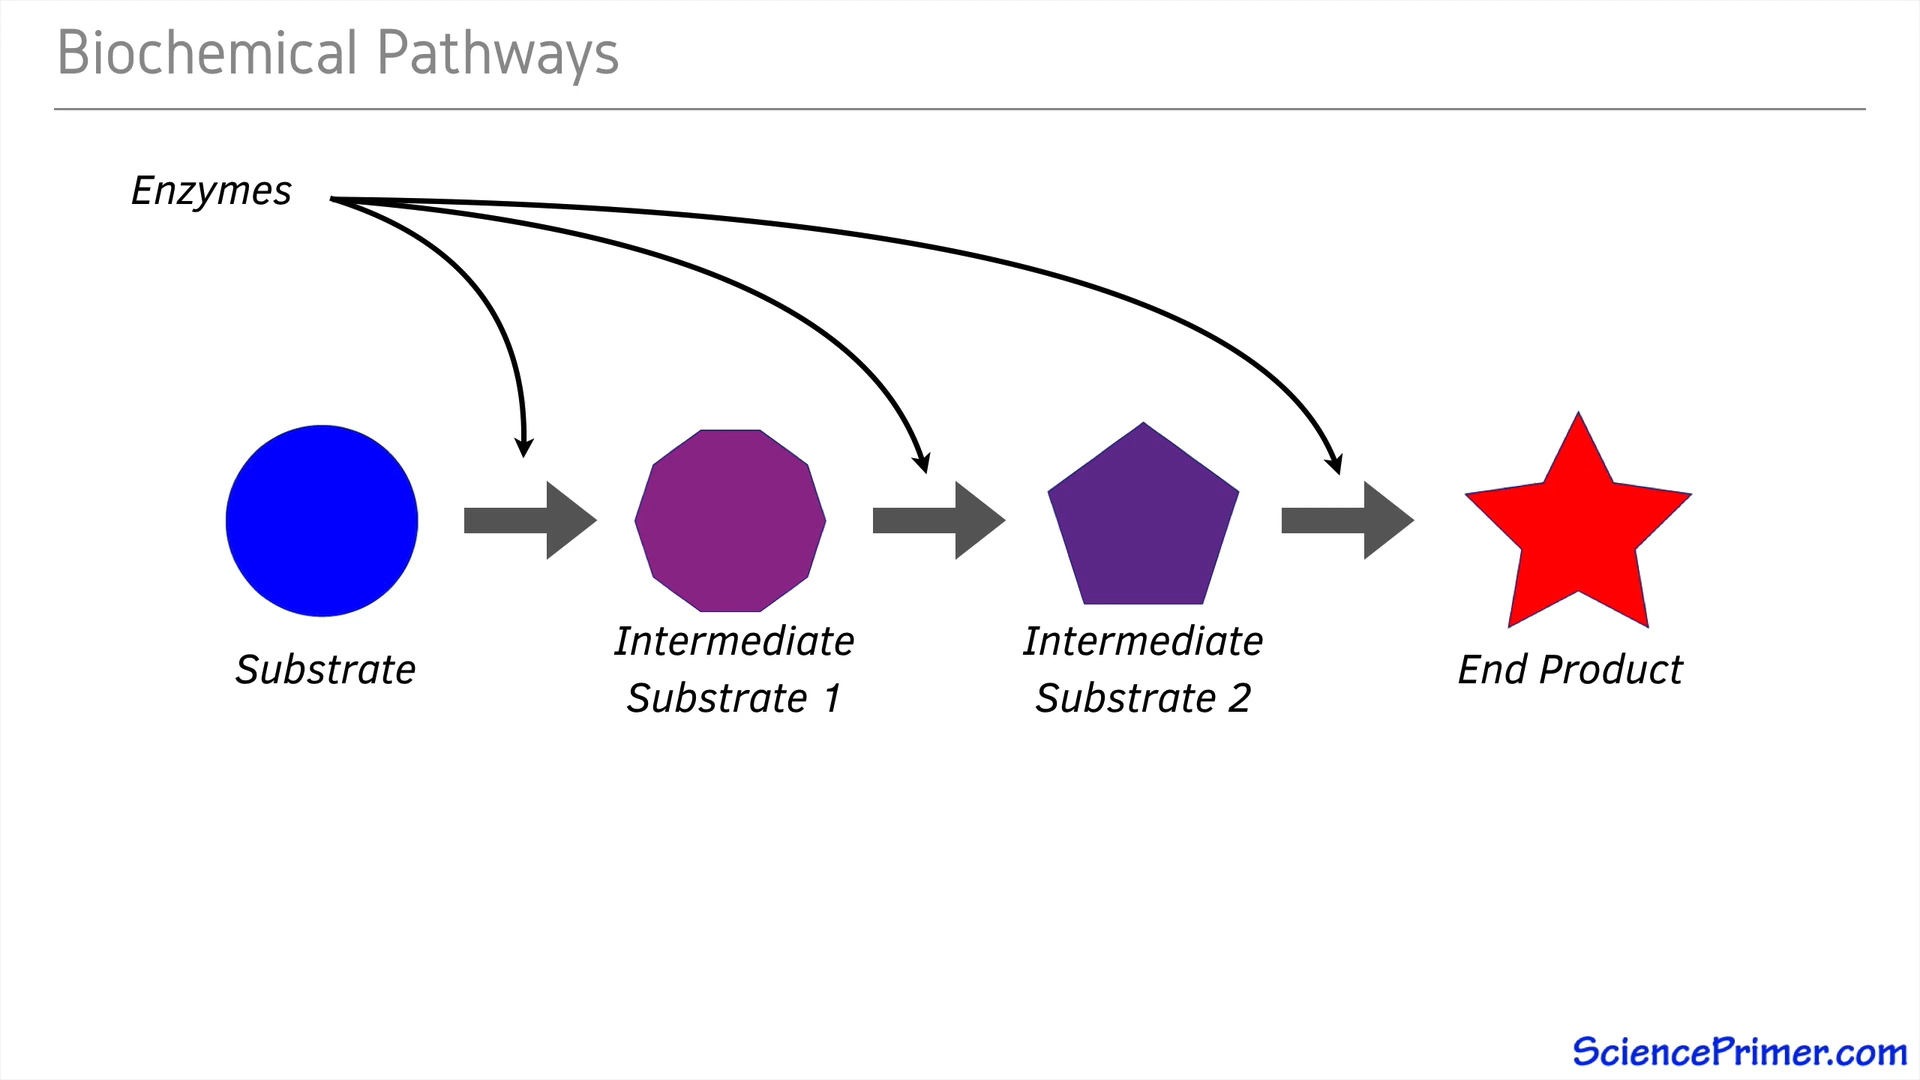 Biochemical Pathways
Enzymes
Substrate
Intermediate
Substrate 1
Intermediate
Substrate 2
End Product
SciencePrimer.com